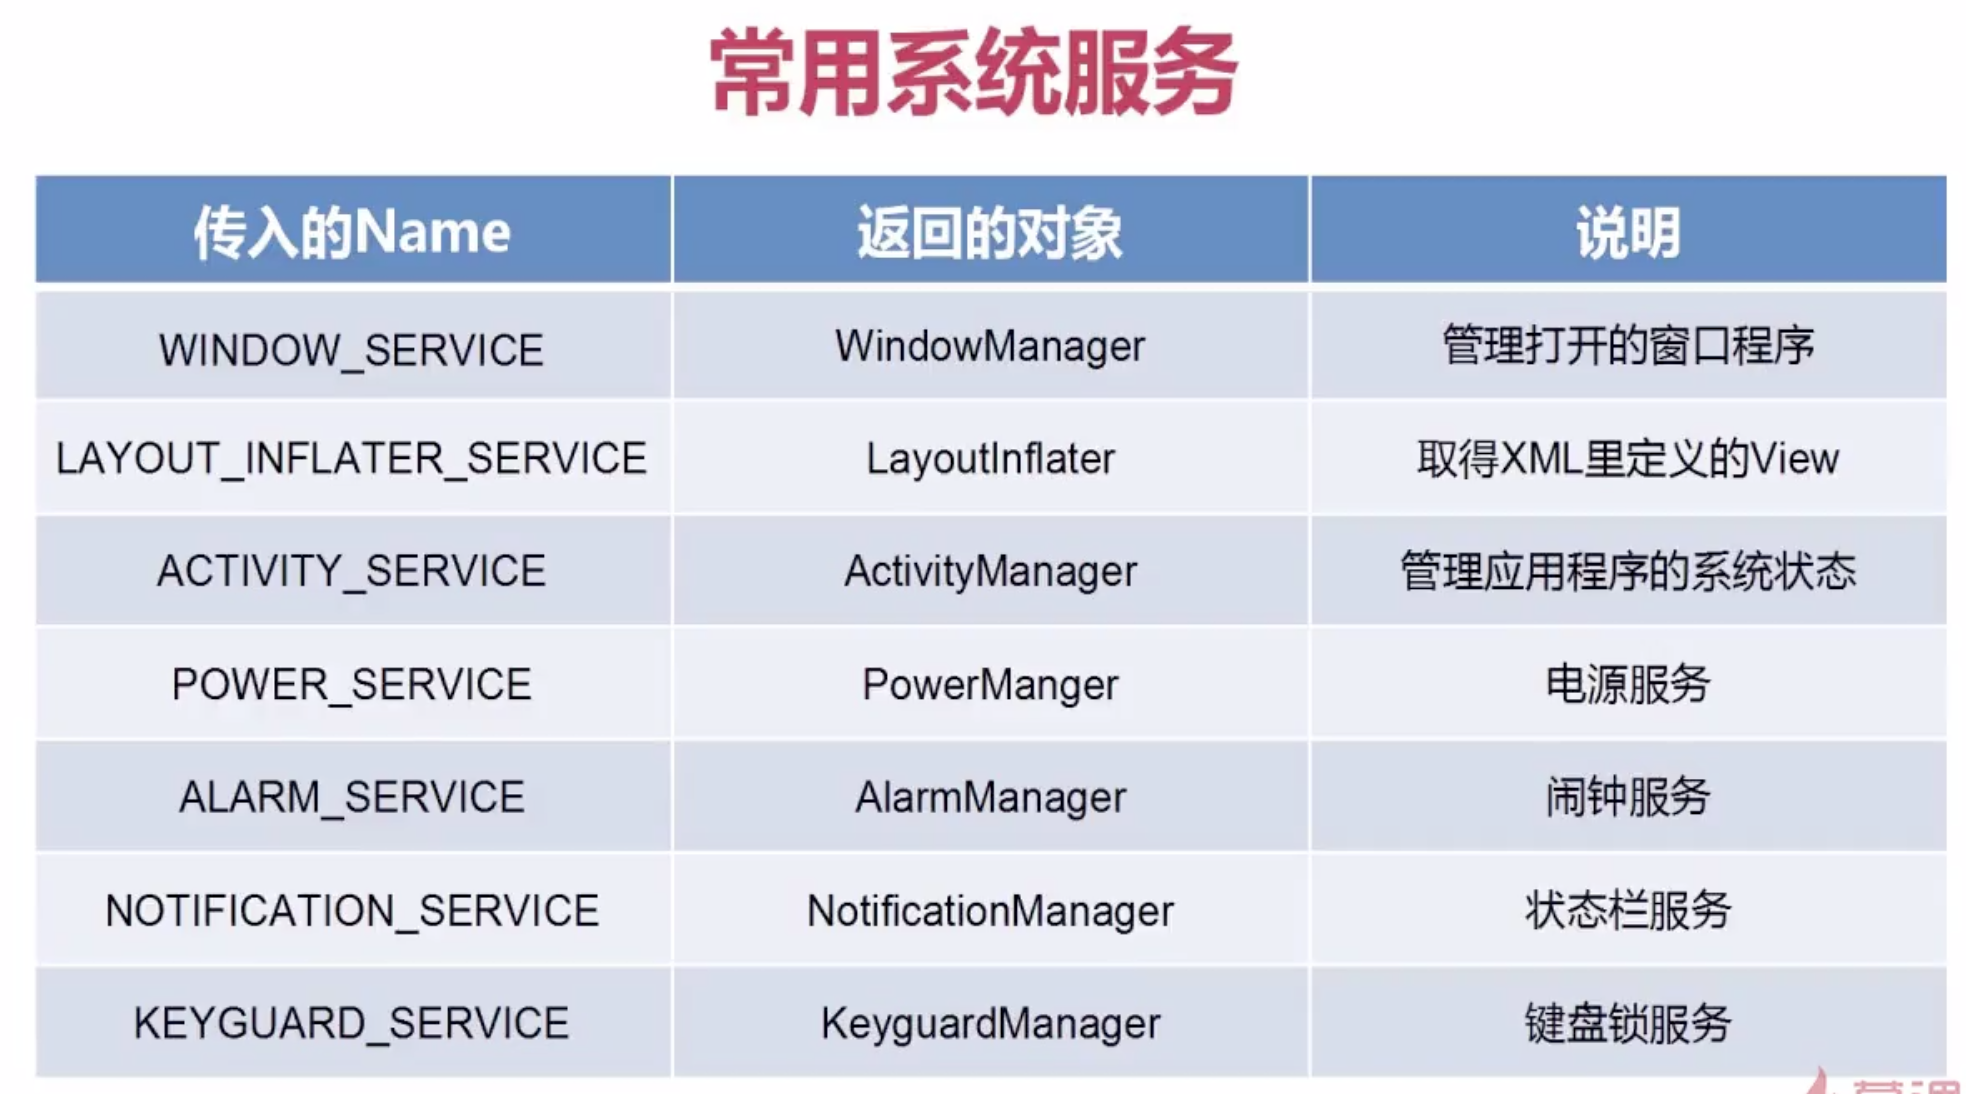 常用系统服务
传入的Name 返回的对象 说明
WINDOW_SERVICE WindowManager 管理打开的窗口程序
LAYOUT_INFLATER_SERVICE LayoutInflater 取得XML里定义的View
ACTIVITY_SERVICE ActivityManager 管理应用程序的系统状态
POWER_SERVICE PowerManger 电源服务
ALARM_SERVICE AlarmManager 闹钟服务
NOTIFICATION_SERVICE NotificationManager 状态栏服务
KEYGUARD_SERVICE KeyguardManager 键盘锁服务